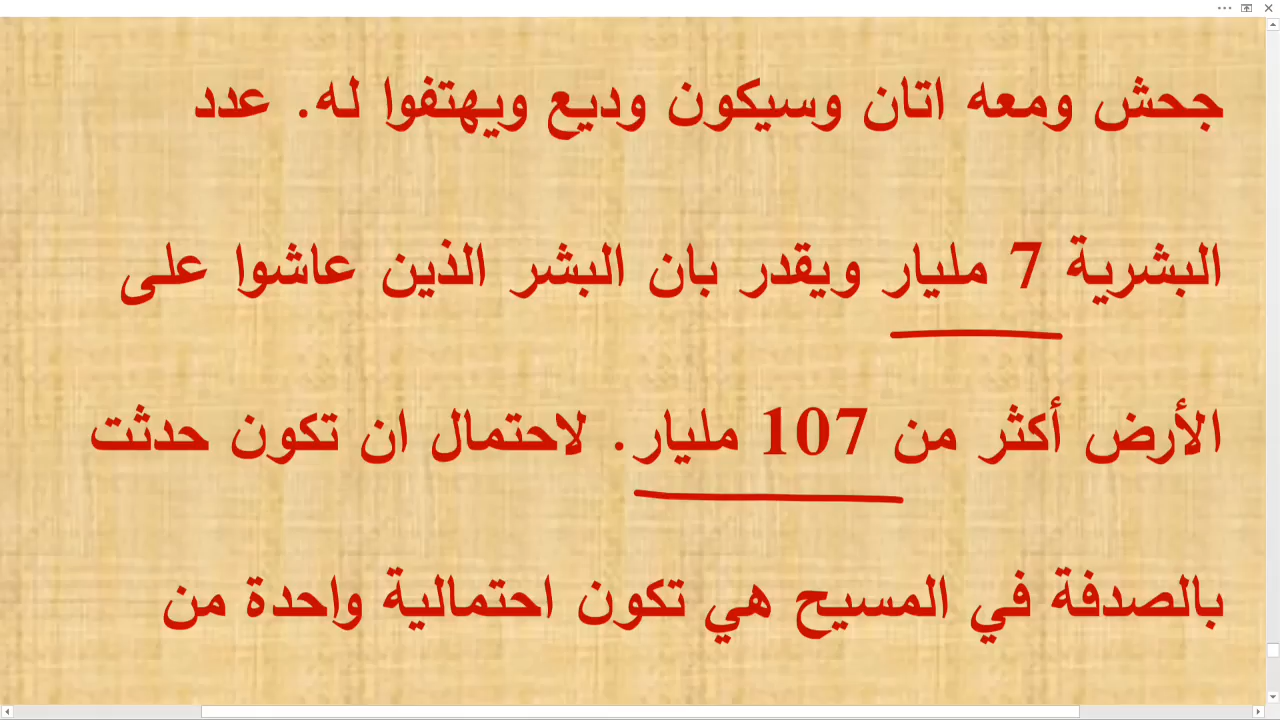 جحش ومعه اتان وسيكون وديع ويهتفوا له. عدد
البشرية 7 مليار ويقدر بان البشر الذين عاشوا على
الأرض أكثر من 107 مليار. لاحتمال ان تكون حدثت
بالصدفة في المسيح هي تكون احتمالية واحدة من